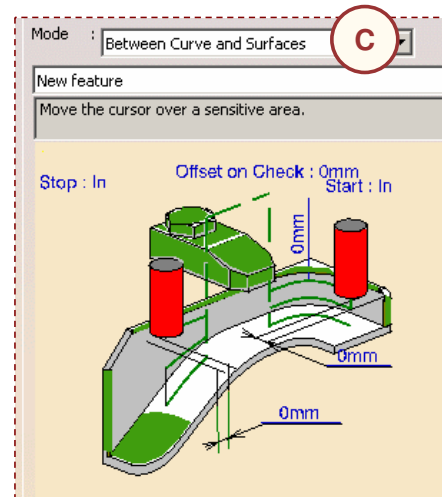 Mode : Between Curve and Surfaces
C
New feature
Move the cursor over a sensitive area.
Offset on Check : 0mm
Stop : In
Start : In
0mm
0mm
0mm